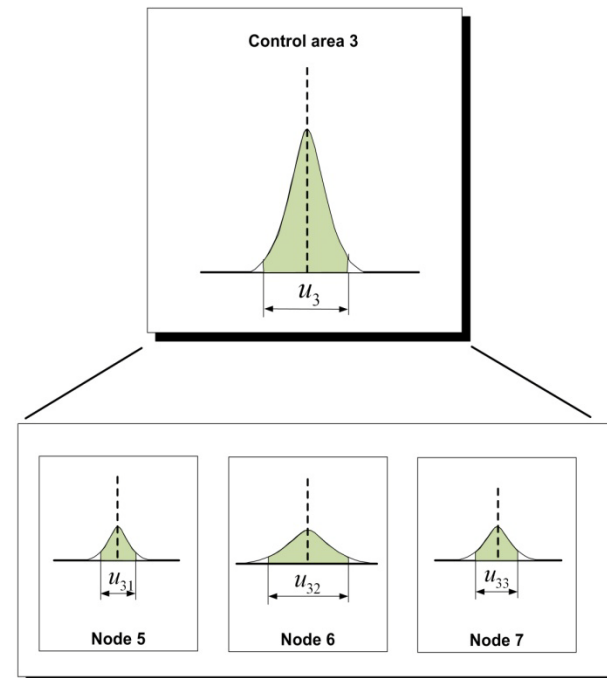 Control area 3
u3
u31
u32
u33
Node 5
Node 6
Node 7